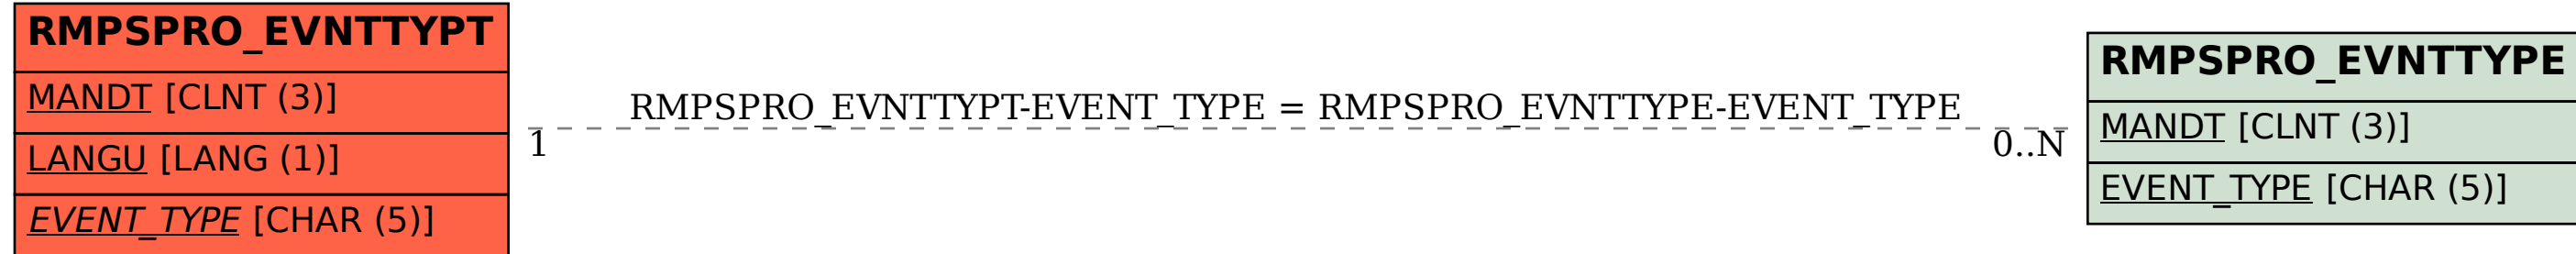 RMPSPRO_EVNTTYPT
MANDT [CLNT (3)]
LANGU [LANG (1)]
EVENT_TYPE [CHAR (5)]
RMPSPRO_EVNTTYPT-EVENT_TYPE = RMPSPRO_EVNTTYPE-EVENT_TYPE
1
0..N
RMPSPRO_EVNTTYPE
MANDT [CLNT (3)]
EVENT_TYPE [CHAR (5)]